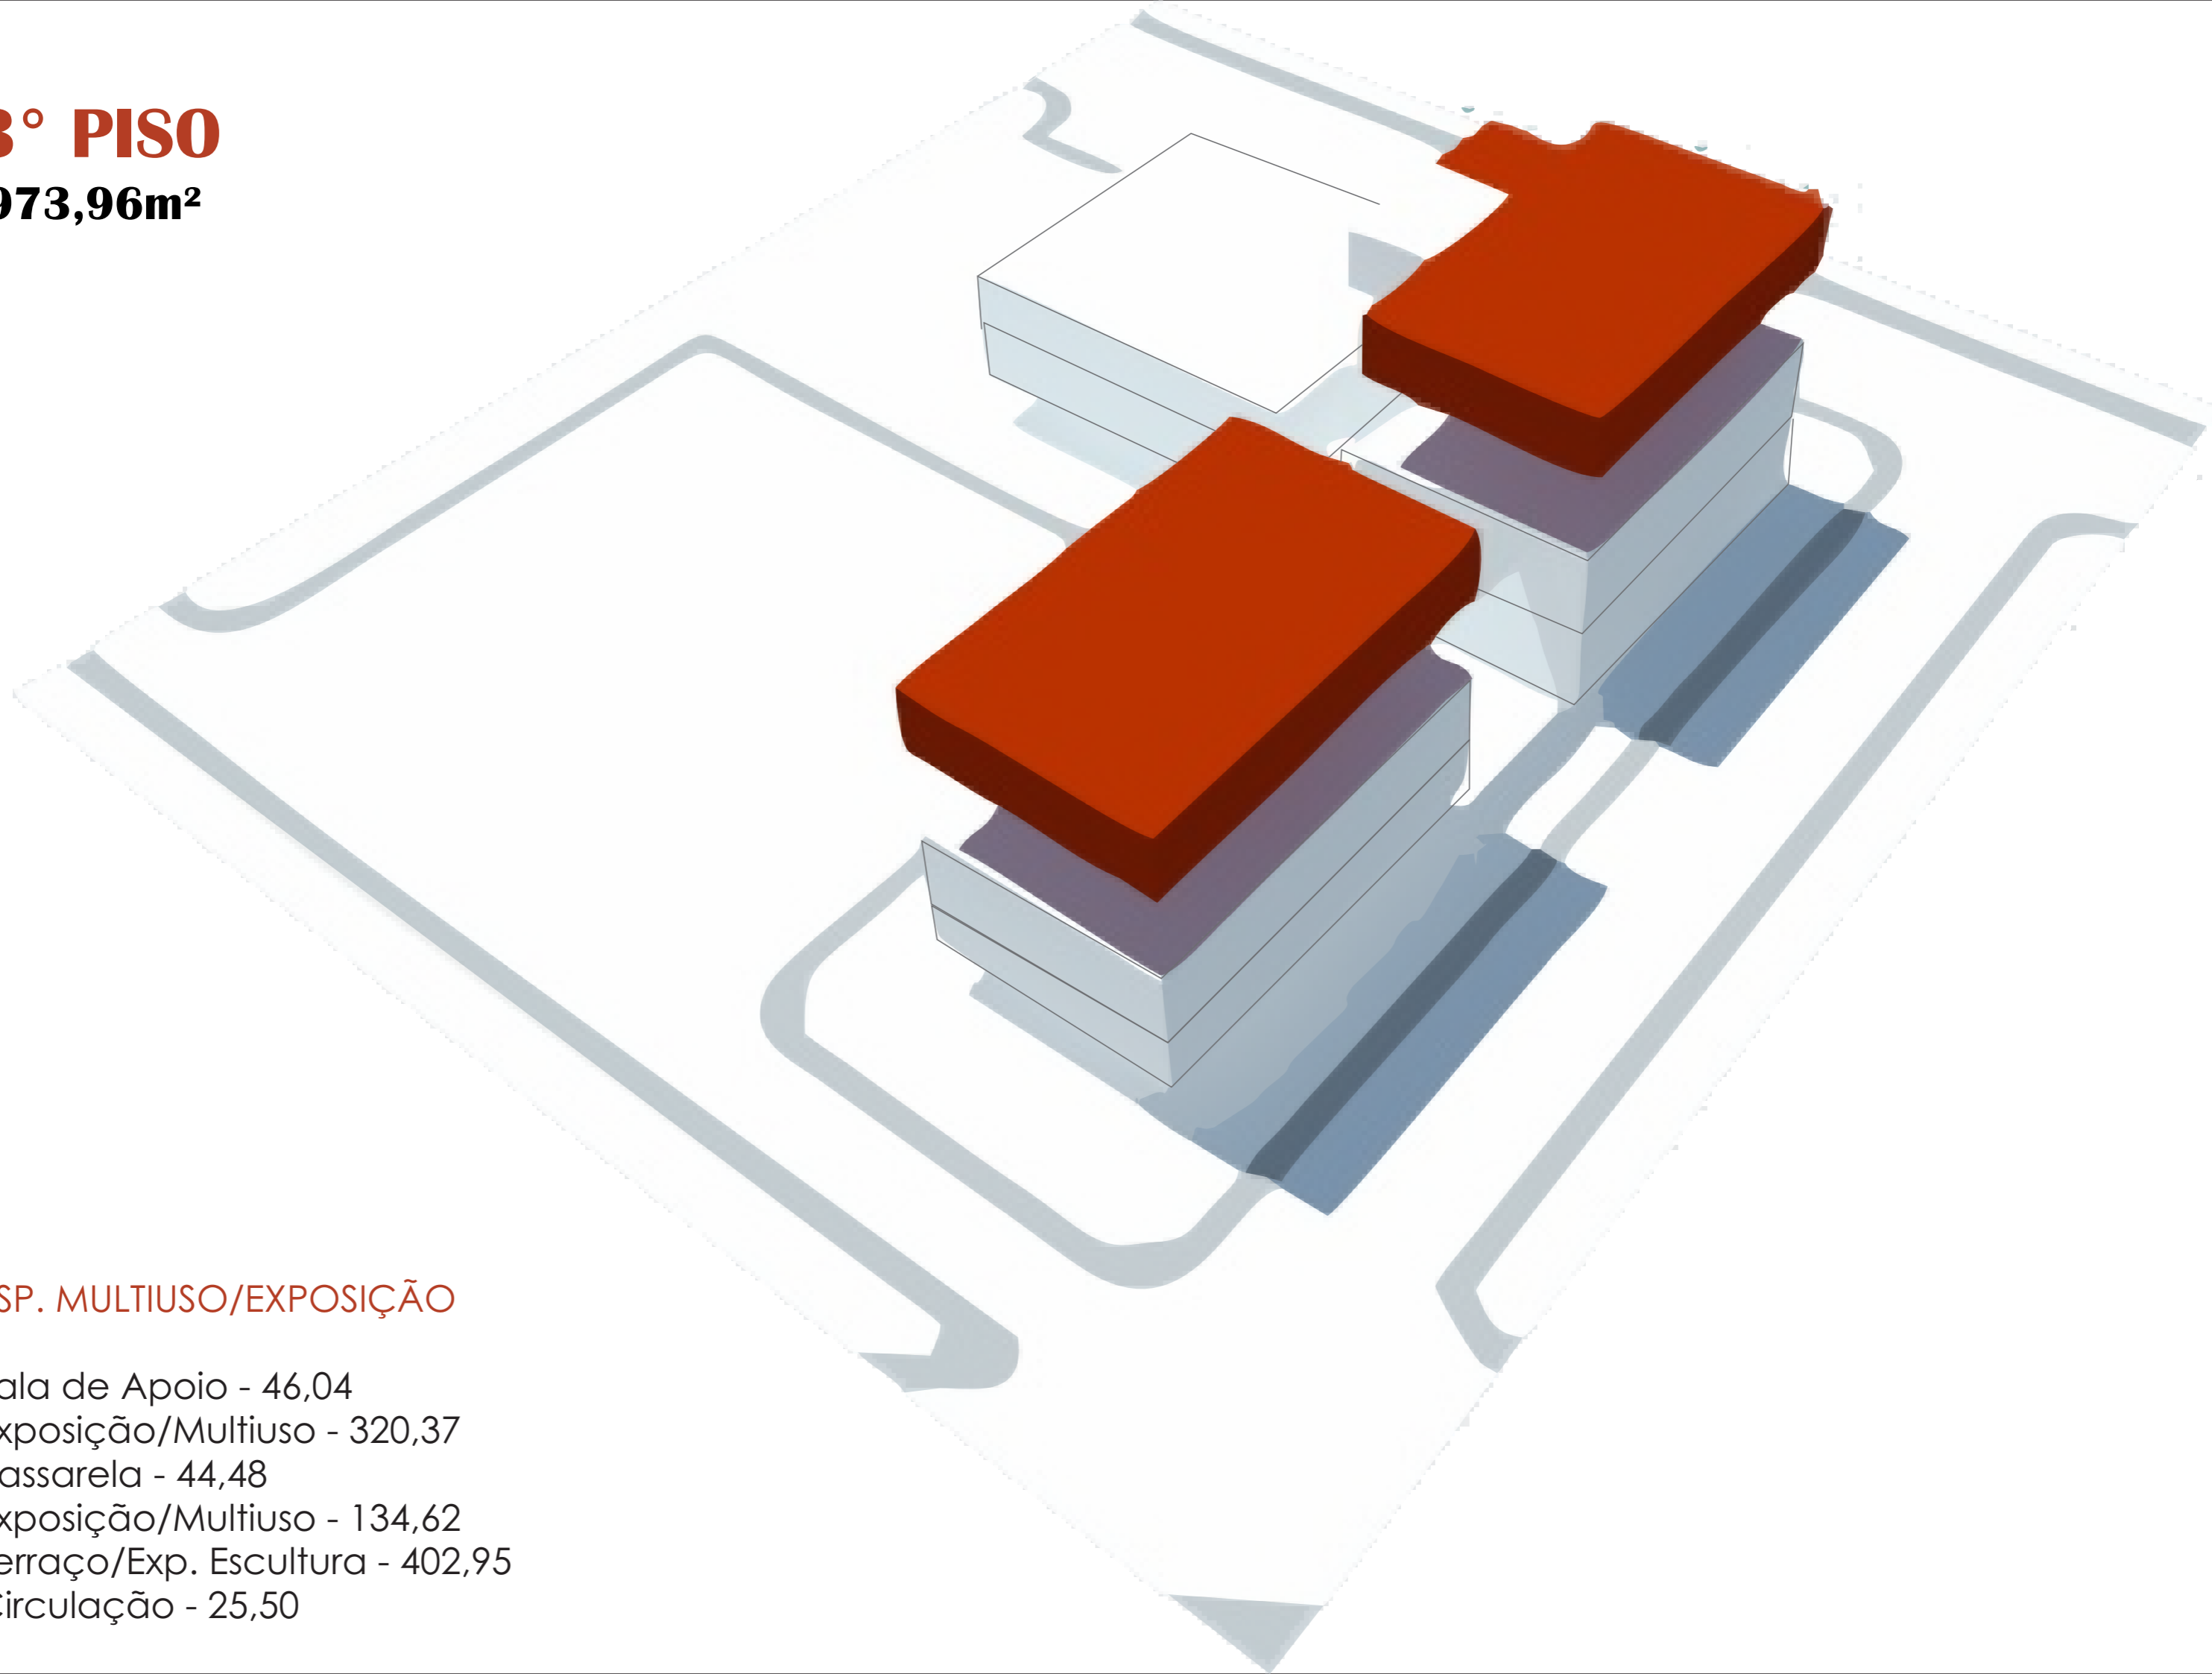 3° PISO
973,96m²
SP. MULTIUSO/EXPOSIÇÃO
ala de Apoio - 46,04
xposição/Multiuso - 320,37
assarela - 44,48
xposição/Multiuso - 134,62
erraço/Exp. Escultura - 402,95
Circulação - 25,50